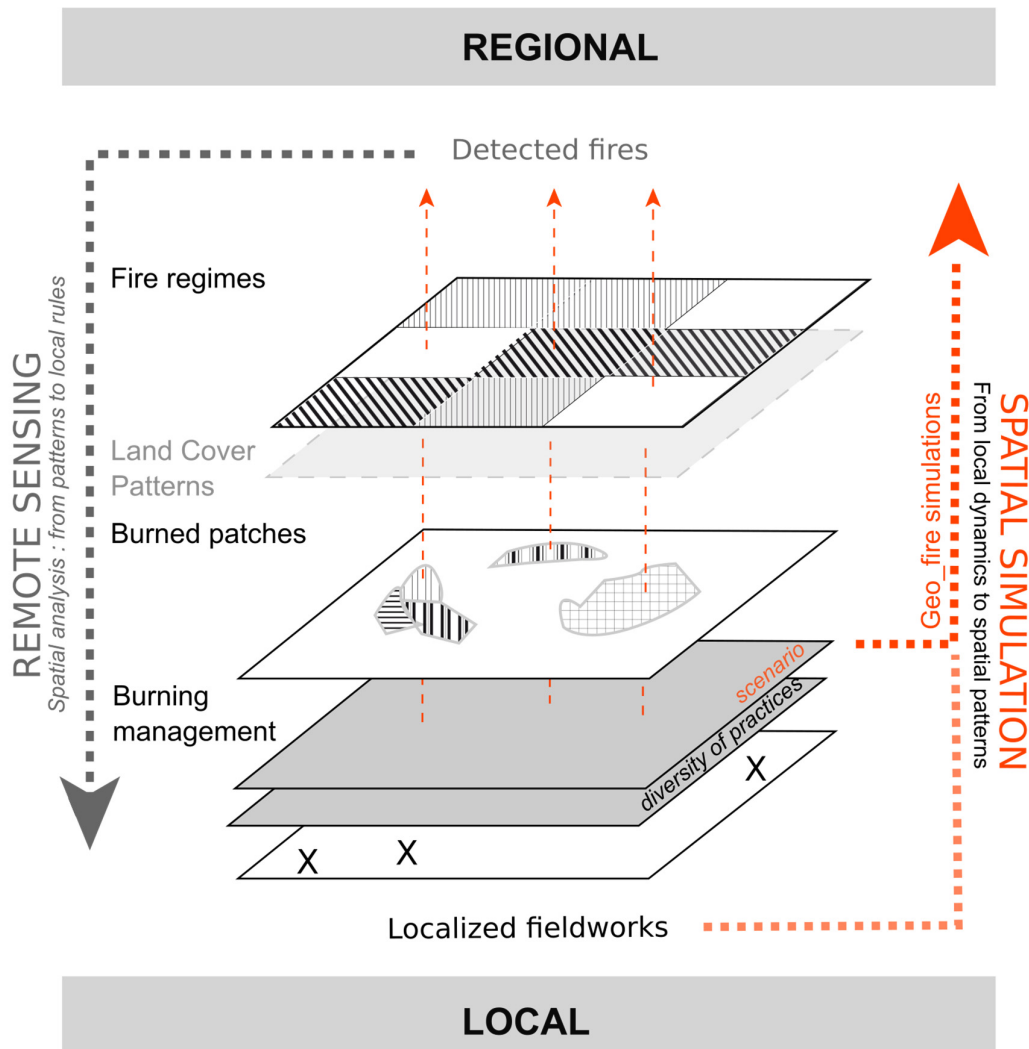 REGIONAL
Detected fires
Fire regimes
Land Cover
Patterns
Burned patches
Burning
management
scenario
diversity of practices
X
X
X
Localized fieldworks
REMOTE SENSING
Spatial analysis : from patterns to local rules
Geo_fire simulations
From local dynamics to spatial patterns
SPATIAL SIMULATION
LOCAL